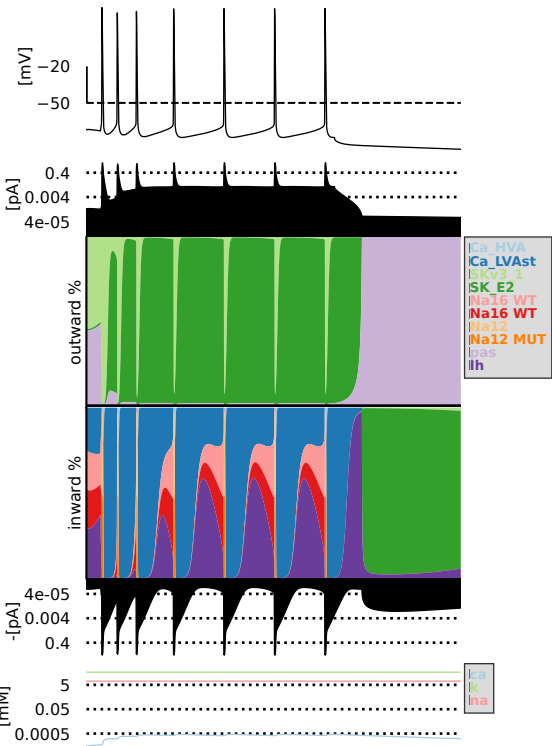 [mV]
−20
−50
[pA]
0.4
0.004
4e-05
outward %
Ca_HVA
Ca_LVAst
SKv3_1
SK_E2
Na16 WT
Na16 WT
Na12
Na12 MUT
pas
Ih
inward %
-[pA]
4e-05
0.004
0.4
[mM]
5
0.05
0.0005
ca
k
na